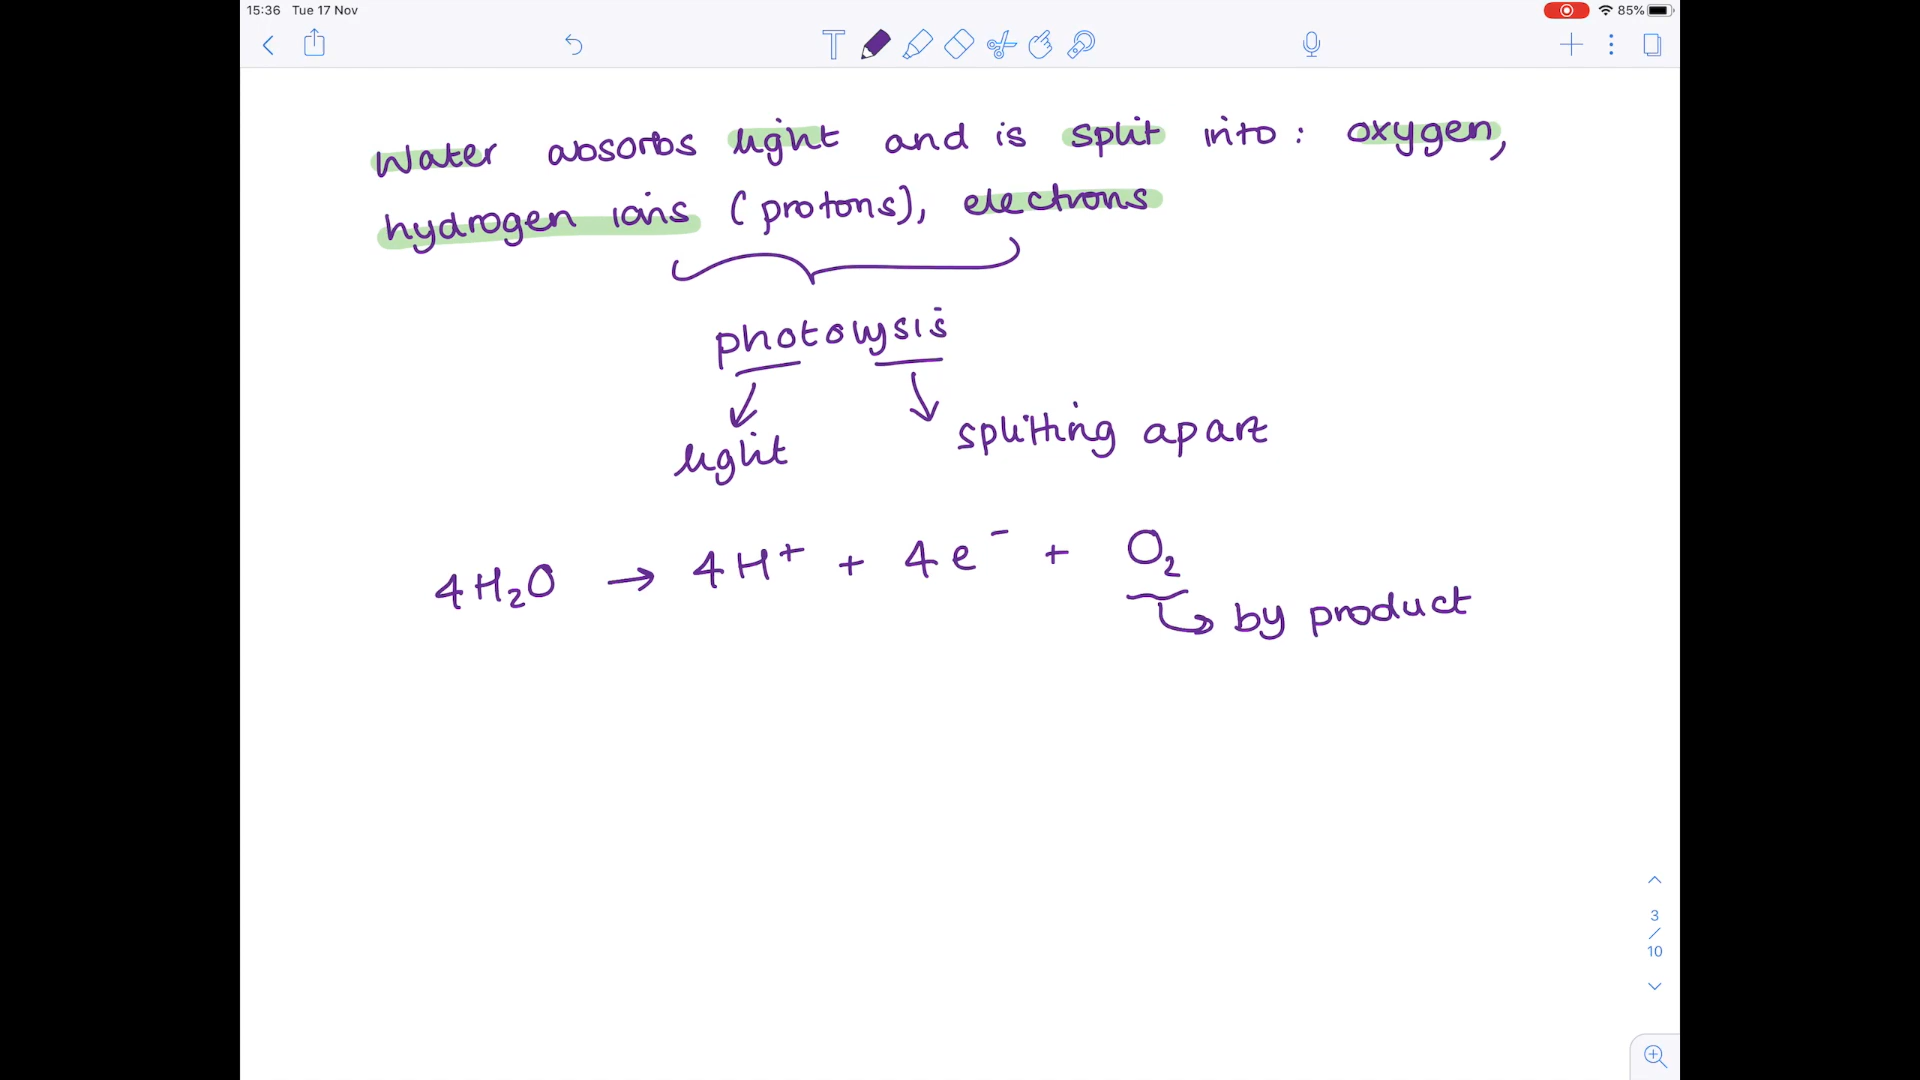 15:36 Tue 17 Nov 85%
T
Water absorbs light and is split into: oxygen,
hydrogen ions (protons), electrons
photolysis
light splitting apart
4H₂O → 4H⁺ + 4e⁻ + O₂
by product
3
/
10